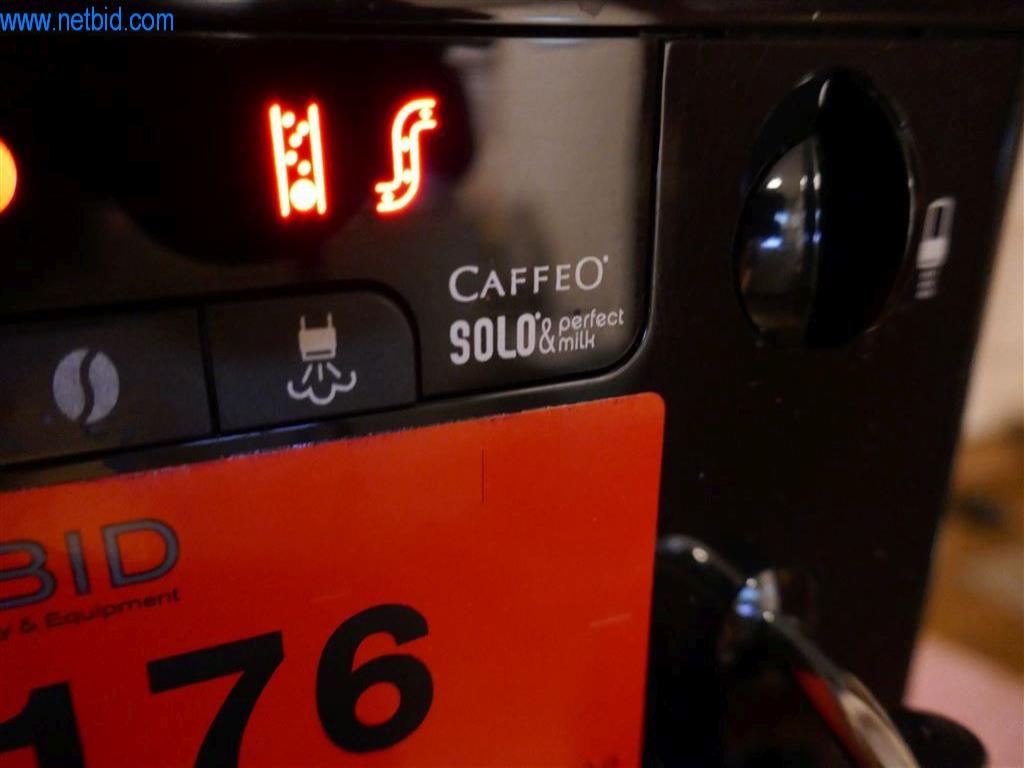 www.netbid.com
CAFFEO
SOLO & perfect milk
BID
& Equipment
176